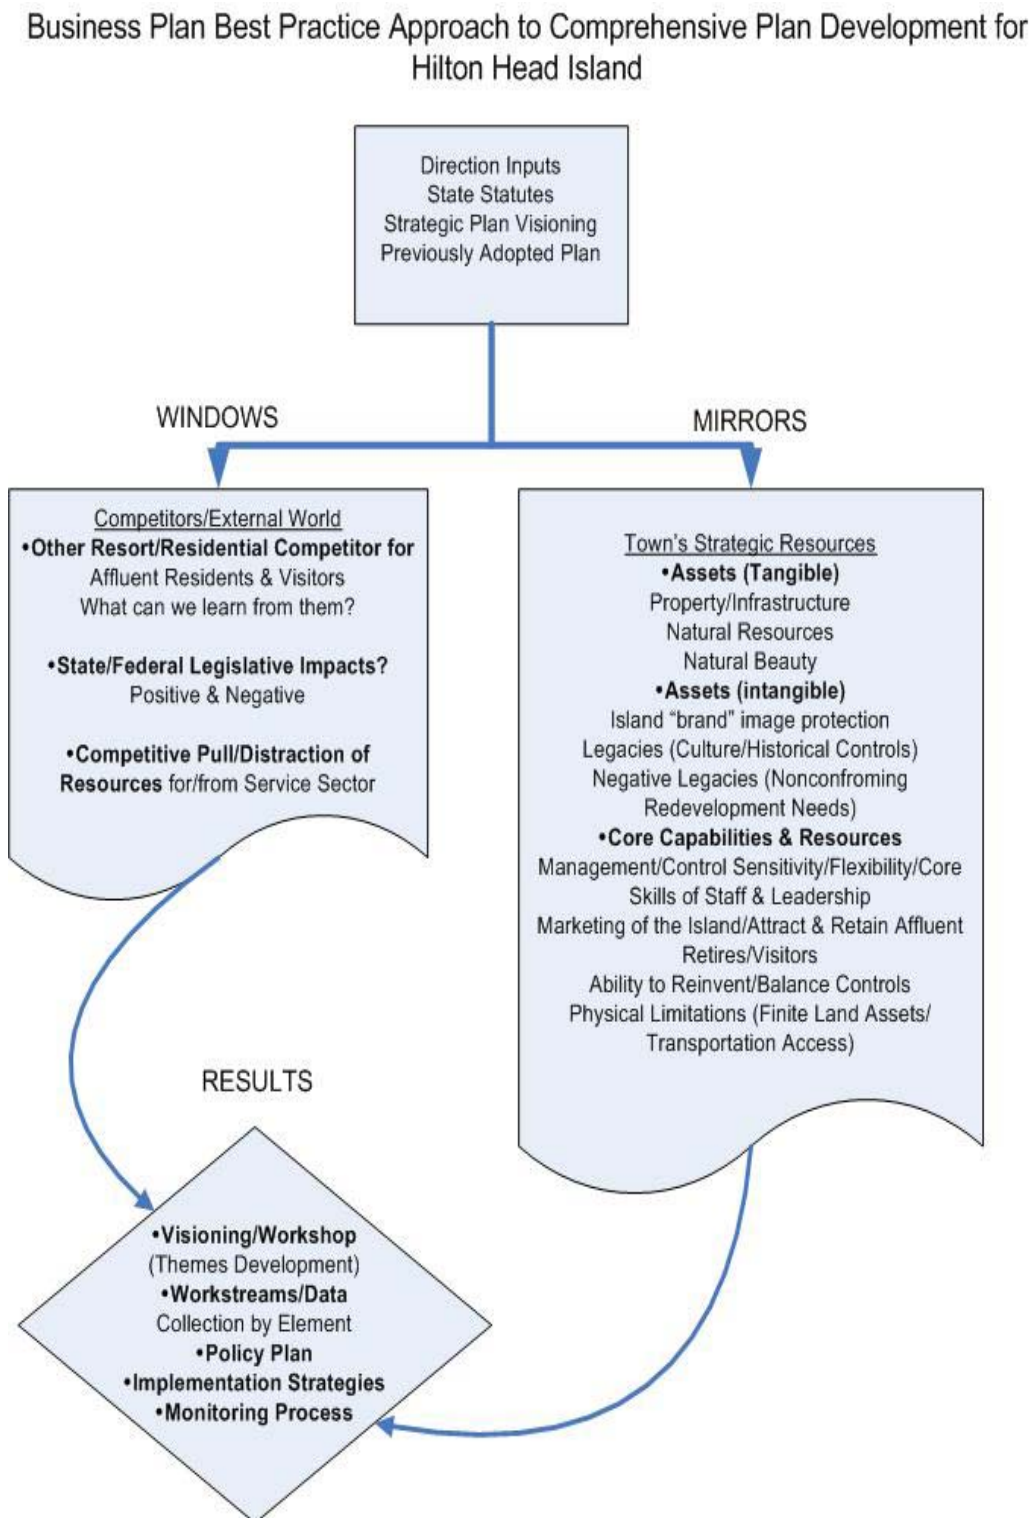 Business Plan Best Practice Approach to Comprehensive Plan Development for
Hilton Head Island
Direction Inputs
State Statutes
Strategic Plan Visioning
Previously Adopted Plan
WINDOWS
MIRRORS
Competitors/External World
•Other Resort/Residential Competitor for
Affluent Residents & Visitors
What can we learn from them?
•State/Federal Legislative Impacts?
Positive & Negative
•Competitive Pull/Distraction of
Resources for/from Service Sector
Town's Strategic Resources
•Assets (Tangible)
Property/Infrastructure
Natural Resources
Natural Beauty
•Assets (intangible)
Island "brand" image protection
Legacies (Culture/Historical Controls)
Negative Legacies (Nonconfroming
Redevelopment Needs)
•Core Capabilities & Resources
Management/Control Sensitivity/Flexibility/Core
Skills of Staff & Leadership
Marketing of the Island/Attract & Retain Affluent
Retires/Visitors
Ability to Reinvent/Balance Controls
Physical Limitations (Finite Land Assets/
Transportation Access)
RESULTS
•Visioning/Workshop
(Themes Development)
•Workstreams/Data
Collection by Element
•Policy Plan
•Implementation Strategies
•Monitoring Process